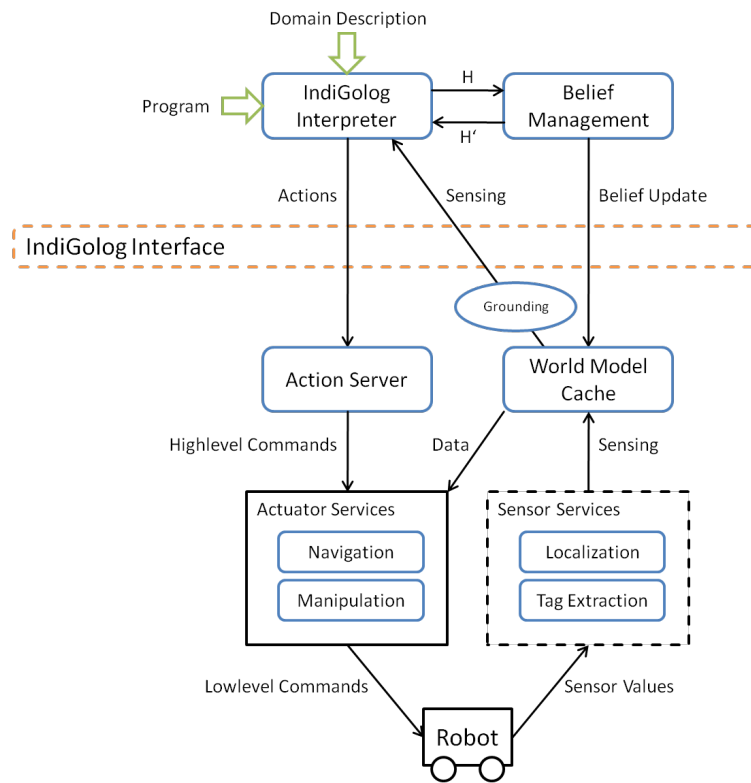 Domain Description
Program
IndiGolog
Interpreter
H
H‘
Belief
Management
Actions
Sensing
Belief Update
IndiGolog Interface
Grounding
Action Server
World Model
Cache
Highlevel Commands
Data
Sensing
Actuator Services
Navigation
Manipulation
Sensor Services
Localization
Tag Extraction
Lowlevel Commands
Sensor Values
Robot